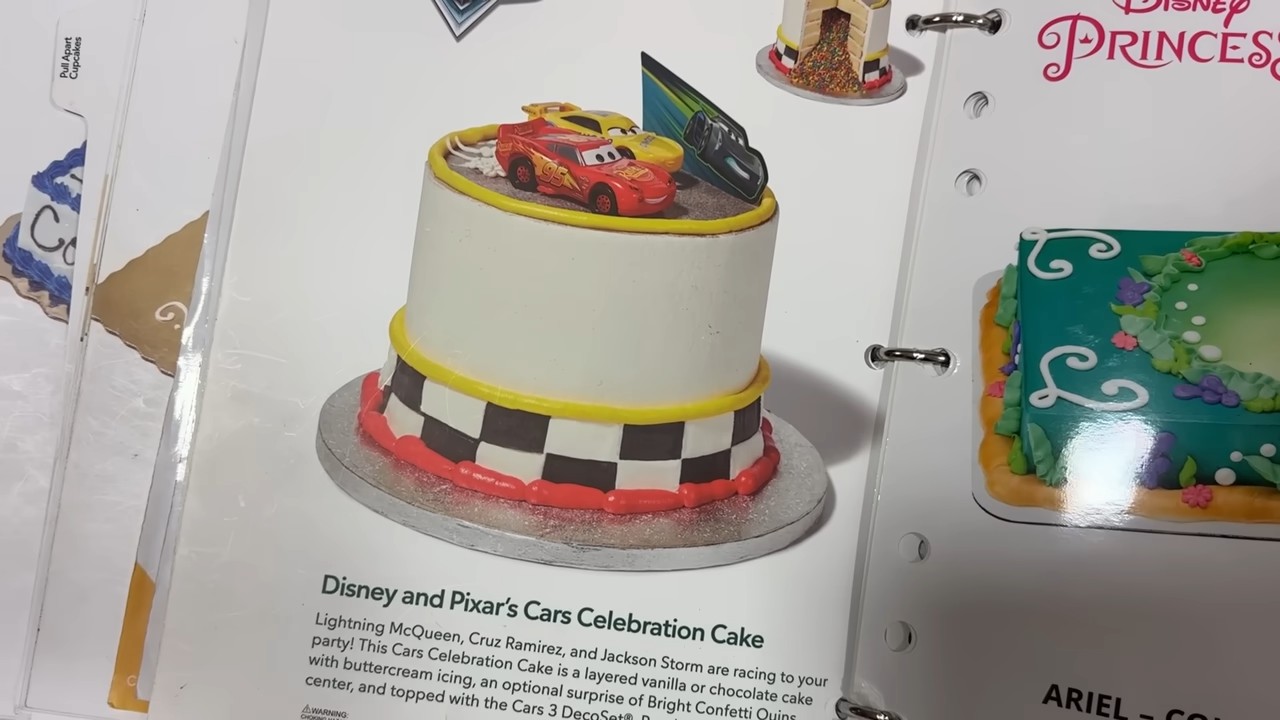 Pull Apart
Cupcakes
DISNEY
PRINCESS
95
Disney and Pixar's Cars Celebration Cake
Lightning McQueen, Cruz Ramirez, and Jackson Storm are racing to your
party! This Cars Celebration Cake is a layered vanilla or chocolate cake
with buttercream icing, an optional surprise of Bright Confetti Quins
center, and topped with the Cars 3 DecoSet®.
⚠WARNING:
ARIEL –